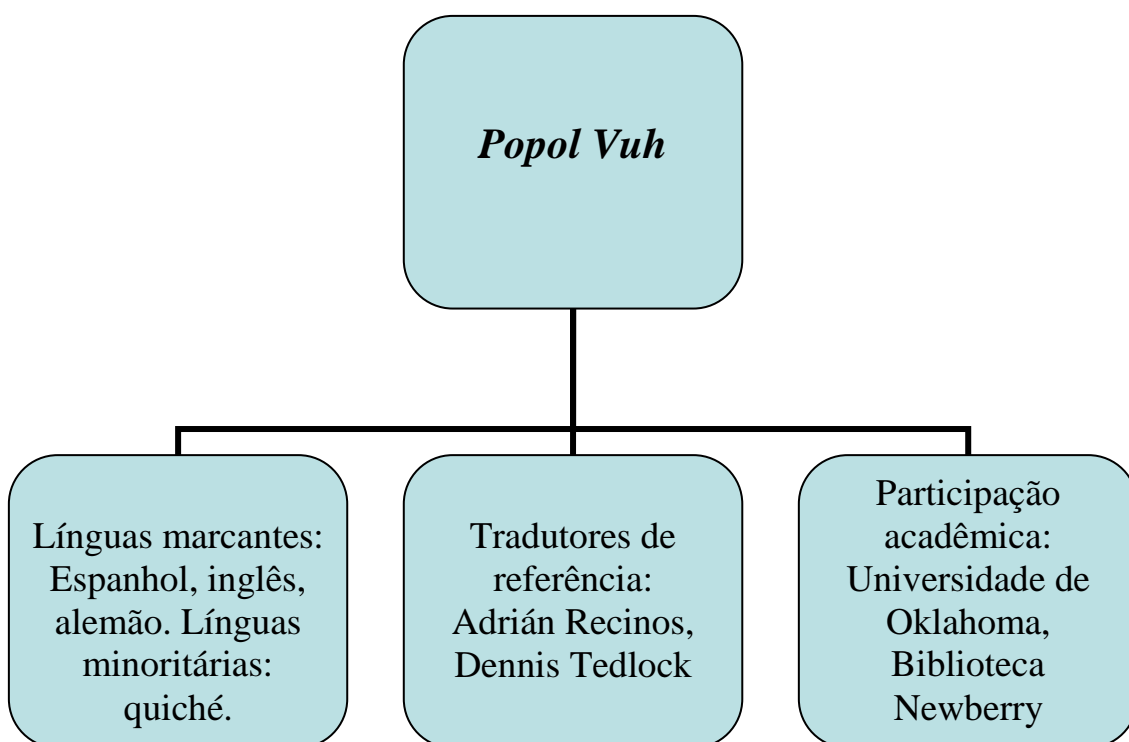 Popol Vuh
Línguas marcantes:
Espanhol, inglês,
alemão. Línguas
minoritárias:
quiché.
Tradutores de
referência:
Adrián Recinos,
Dennis Tedlock
Participação
acadêmica:
Universidade de
Oklahoma,
Biblioteca
Newberry